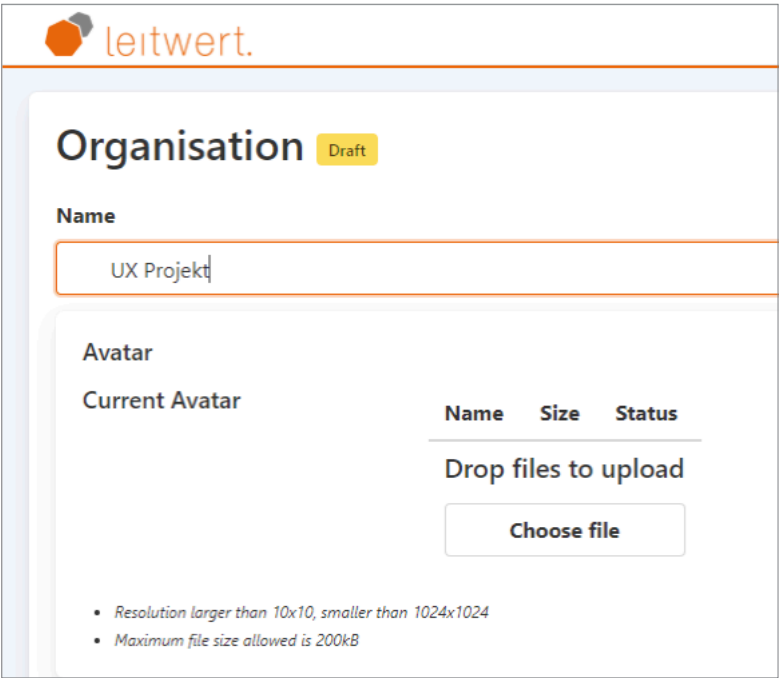 leitwert.
Organisation Draft
Name
UX Projekt
Avatar
Current Avatar
Name Size Status
Drop files to upload
Choose file
• Resolution larger than 10x10, smaller than 1024x1024
• Maximum file size allowed is 200kB